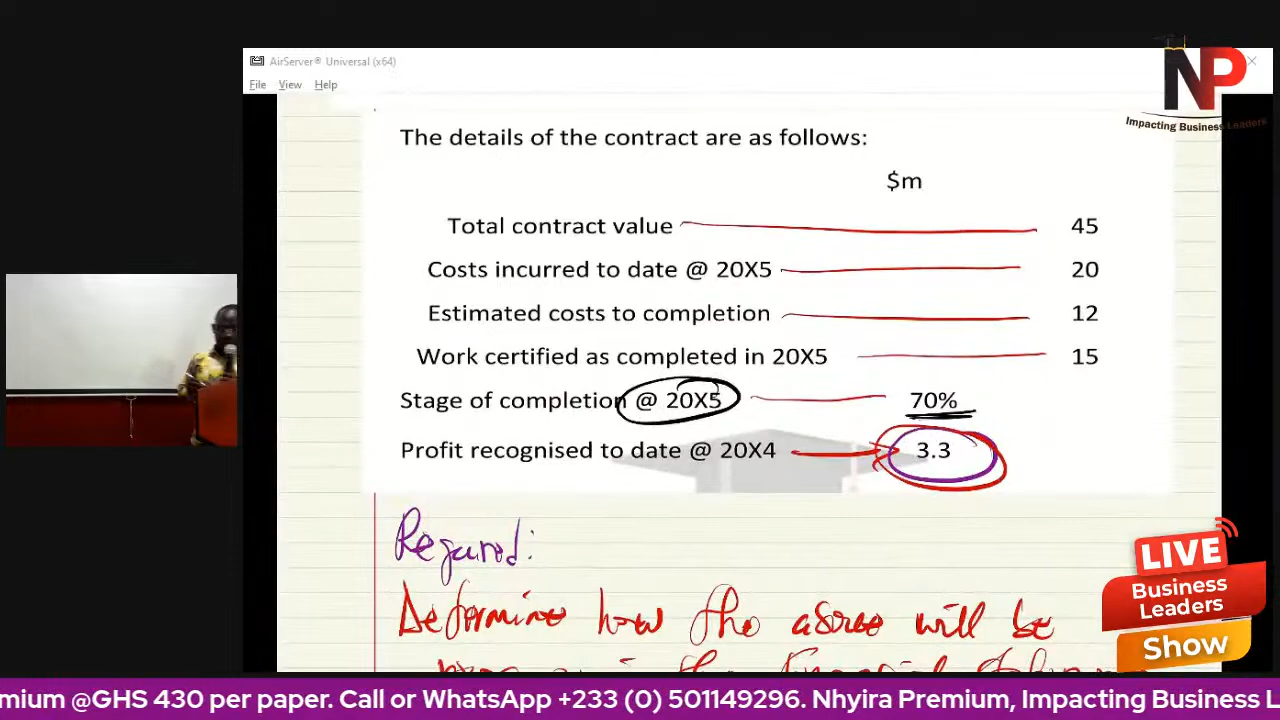 AirServer® Universal (x64)
File View Help
NP
Impacting Business Leaders
The details of the contract are as follows:
$m
Total contract value 45
Costs incurred to date @ 20X5 20
Estimated costs to completion 12
Work certified as completed in 20X5 15
Stage of completion @ 20X5 70%
Profit recognised to date @ 20X4 3.3
Required:
Determine how the above will be
in the financial
LIVE
Business
Leaders
Show
mium @GHS 430 per paper. Call or WhatsApp +233 (0) 501149296. Nhyira Premium, Impacting Business L